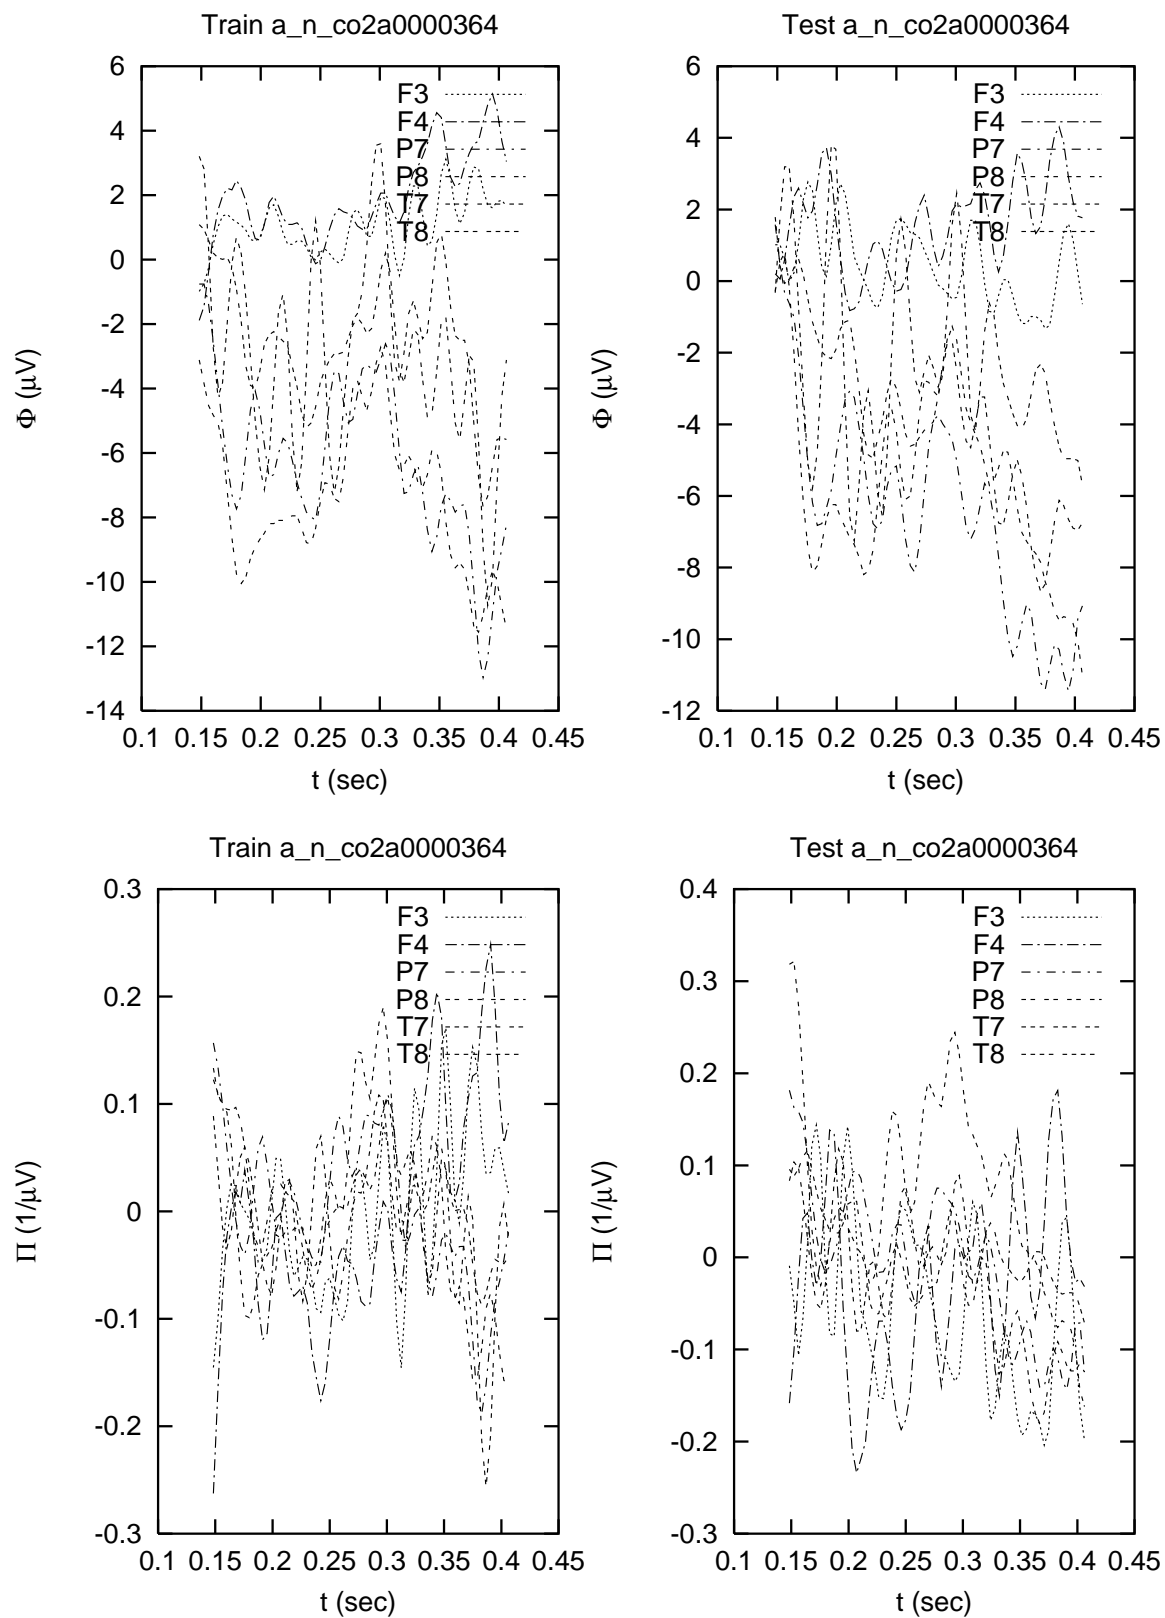 Train a_n_co2a0000364
6
4
2
0
-2
-4
-6
-8
-10
-12
-14
Φ (μV)
F3
F4
P7
P8
T7
T8
0.1 0.15 0.2 0.25 0.3 0.35 0.4 0.45
t (sec)
Test a_n_co2a0000364
6
4
2
0
-2
-4
-6
-8
-10
-12
Φ (μV)
F3
F4
P7
P8
T7
T8
0.1 0.15 0.2 0.25 0.3 0.35 0.4 0.45
t (sec)
Train a_n_co2a0000364
0.3
0.2
0.1
0
-0.1
-0.2
-0.3
Π (1/μV)
F3
F4
P7
P8
T7
T8
0.1 0.15 0.2 0.25 0.3 0.35 0.4 0.45
t (sec)
Test a_n_co2a0000364
0.4
0.3
0.2
0.1
0
-0.1
-0.2
-0.3
Π (1/μV)
F3
F4
P7
P8
T7
T8
0.1 0.15 0.2 0.25 0.3 0.35 0.4 0.45
t (sec)